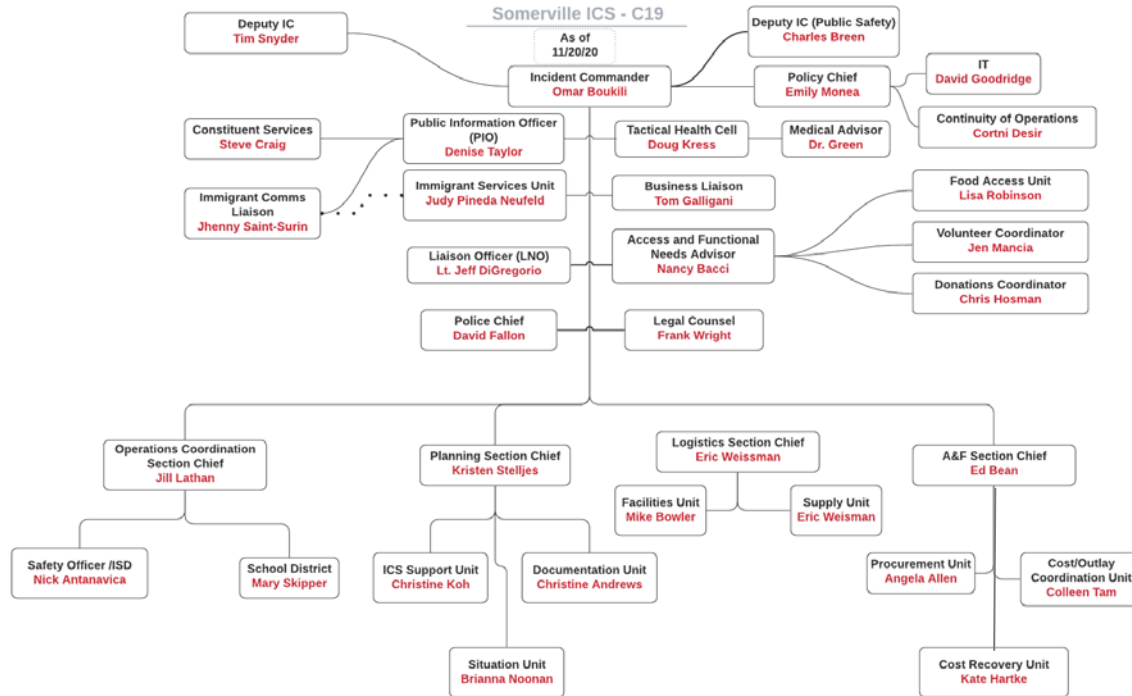 Somerville ICS - C19
As of
11/20/20
Deputy IC
Tim Snyder
Deputy IC (Public Safety)
Charles Breen
Incident Commander
Omar Boukili
Policy Chief
Emily Monea
IT
David Goodridge
Continuity of Operations
Cortni Desir
Constituent Services
Steve Craig
Public Information Officer
(PIO)
Denise Taylor
Tactical Health Cell
Doug Kress
Medical Advisor
Dr. Green
Immigrant Comms
Liaison
Jhenny Saint-Surin
Immigrant Services Unit
Judy Pineda Neufeld
Business Liaison
Tom Galligani
Food Access Unit
Lisa Robinson
Liaison Officer (LNO)
Lt. Jeff DiGregorio
Access and Functional
Needs Advisor
Nancy Bacci
Volunteer Coordinator
Jen Mancia
Donations Coordinator
Chris Hosman
Police Chief
David Fallon
Legal Counsel
Frank Wright
Operations Coordination
Section Chief
Jill Lathan
Planning Section Chief
Kristen Stelljes
Logistics Section Chief
Eric Weissman
A&F Section Chief
Ed Bean
Facilities Unit
Mike Bowler
Supply Unit
Eric Weisman
Safety Officer /ISD
Nick Antanavica
School District
Mary Skipper
ICS Support Unit
Christine Koh
Documentation Unit
Christine Andrews
Procurement Unit
Angela Allen
Cost/Outlay
Coordination Unit
Colleen Tam
Situation Unit
Brianna Noonan
Cost Recovery Unit
Kate Hartke